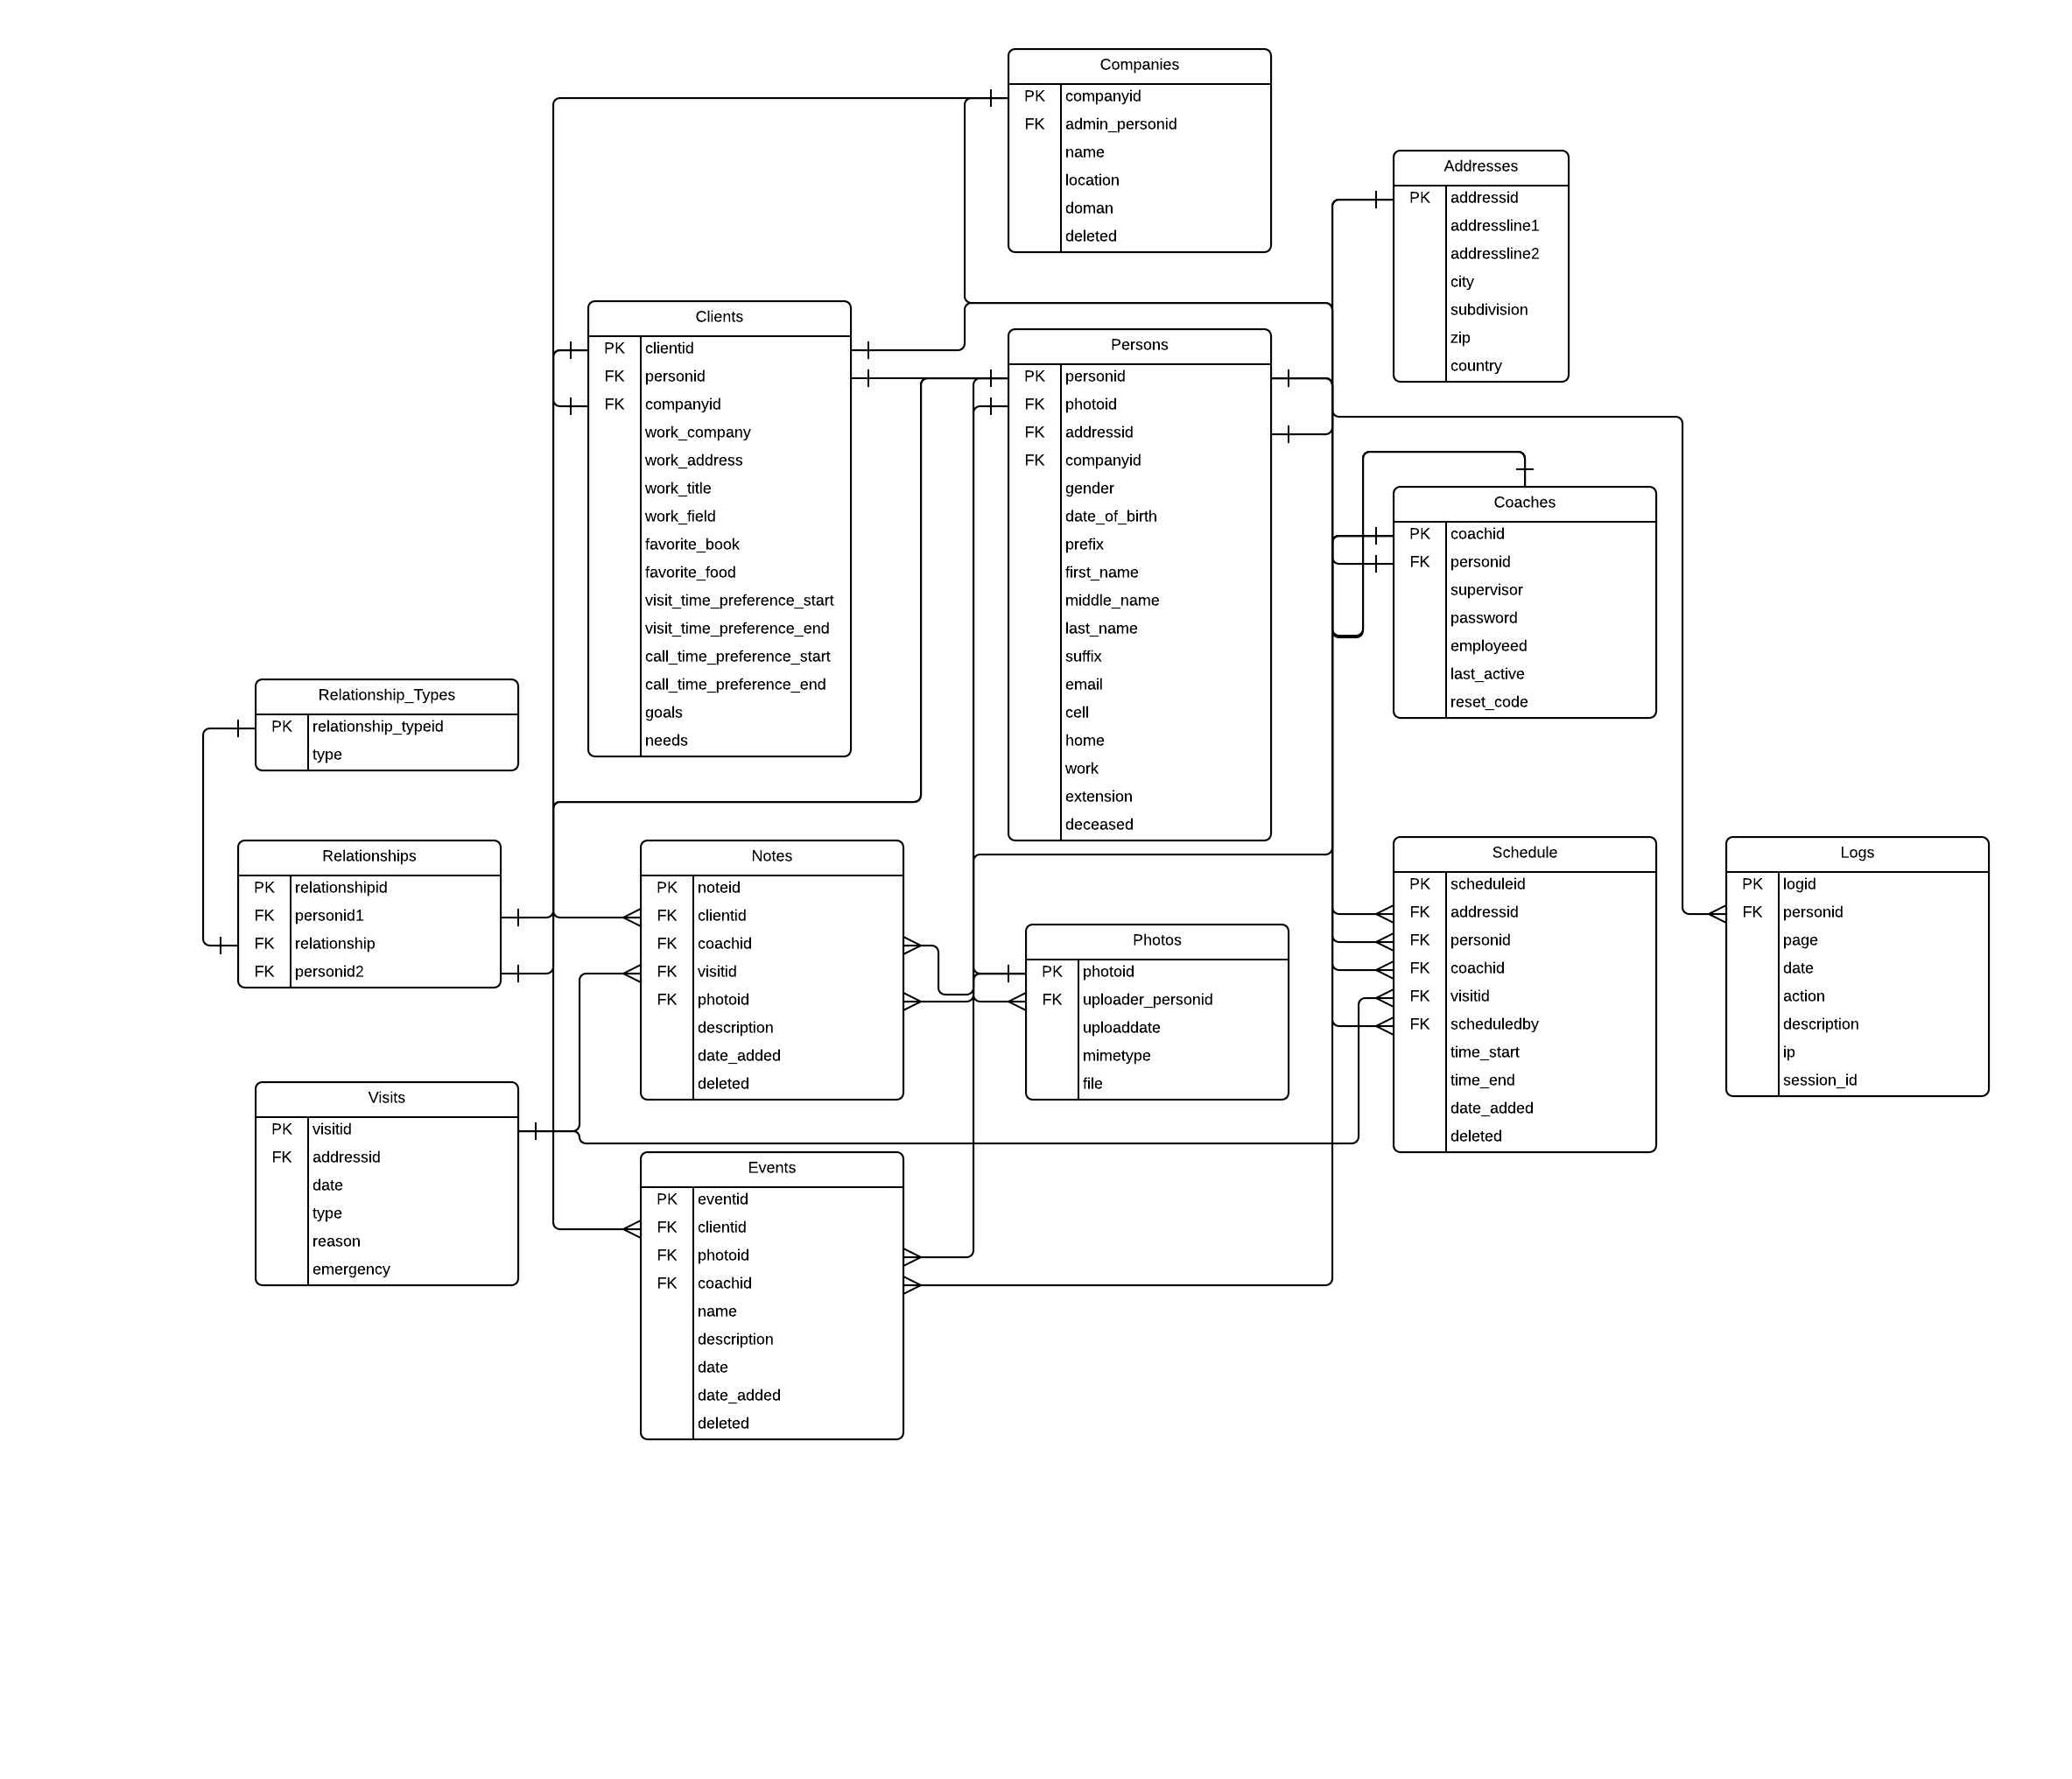 Companies
PK companyid
FK admin_personid
name
location
doman
deleted
Addresses
PK addressid
addressline1
addressline2
city
subdivision
zip
country
Clients
PK clientid
FK personid
FK companyid
work_company
work_address
work_title
work_field
favorite_book
favorite_food
visit_time_preference_start
visit_time_preference_end
call_time_preference_start
call_time_preference_end
goals
needs
Persons
PK personid
FK photoid
FK addressid
FK companyid
gender
date_of_birth
prefix
first_name
middle_name
last_name
suffix
email
cell
home
work
extension
deceased
Coaches
PK coachid
FK personid
supervisor
password
employeed
last_active
reset_code
Relationship_Types
PK relationship_typeid
type
Relationships
PK relationshipid
FK personid1
FK relationship
FK personid2
Notes
PK noteid
FK clientid
FK coachid
FK visitid
FK photoid
description
date_added
deleted
Photos
PK photoid
FK uploader_personid
uploaddate
mimetype
file
Schedule
PK scheduleid
FK addressid
FK personid
FK coachid
FK visitid
FK scheduledby
time_start
time_end
date_added
deleted
Logs
PK logid
FK personid
page
date
action
description
ip
session_id
Visits
PK visitid
FK addressid
date
type
reason
emergency
Events
PK eventid
FK clientid
FK photoid
FK coachid
name
description
date
date_added
deleted